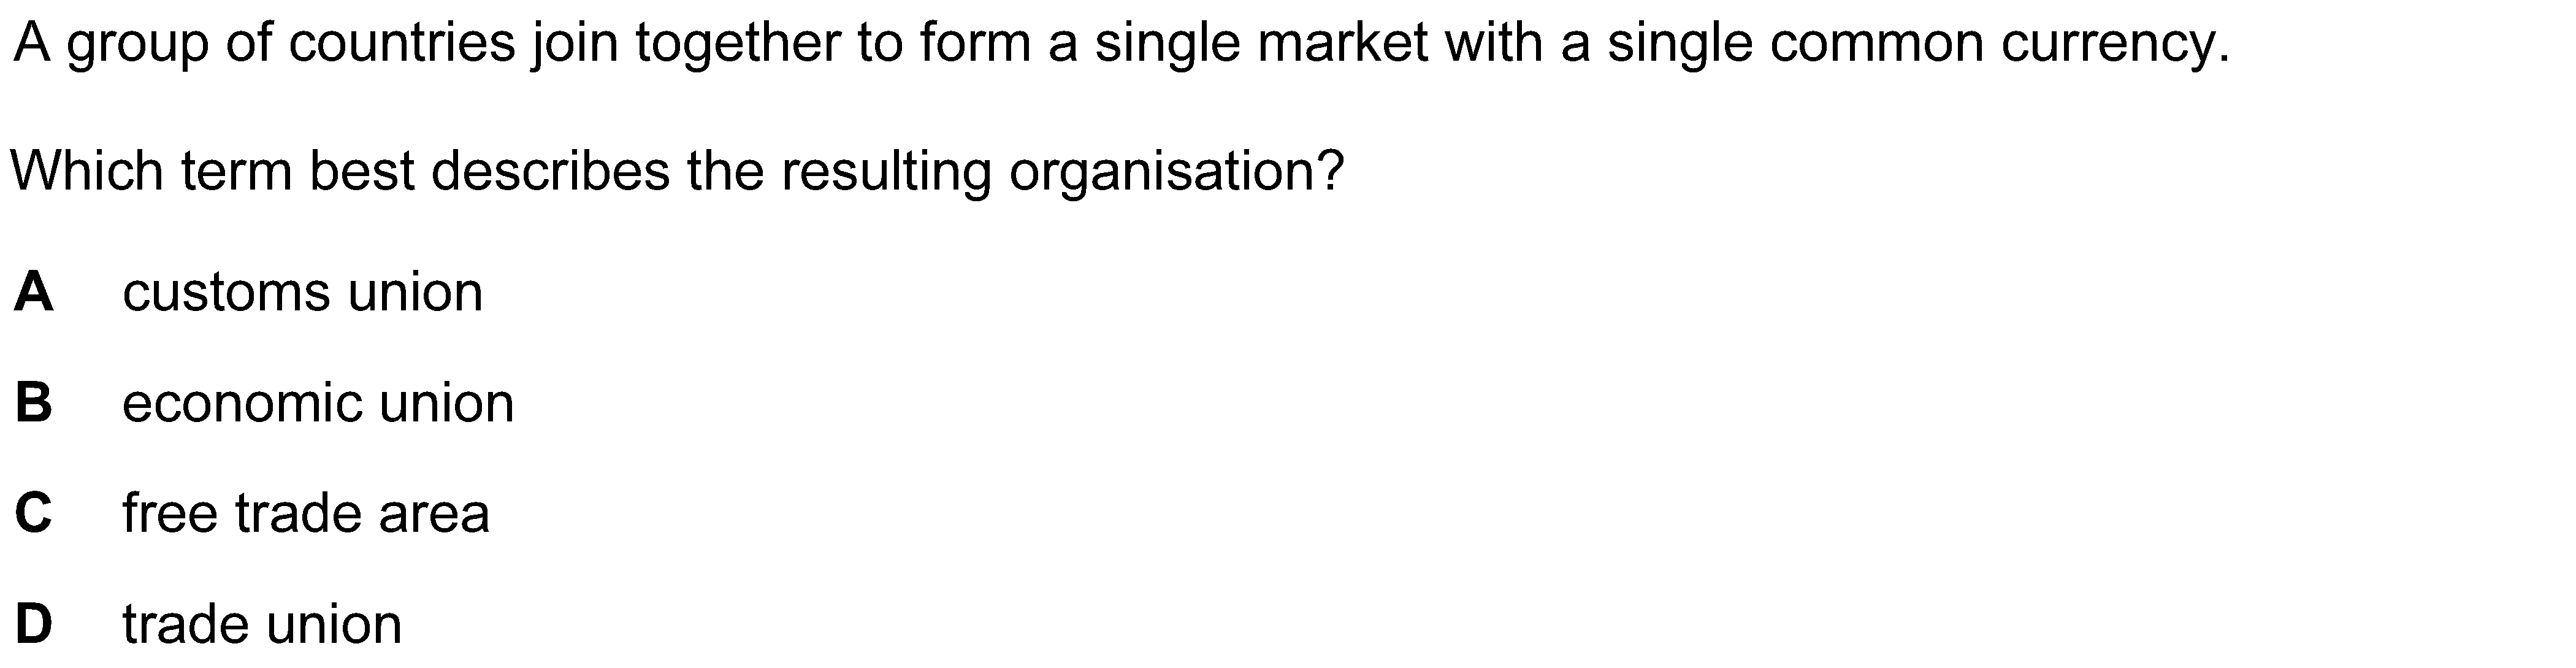 A group of countries join together to form a single market with a single common currency.
Which term best describes the resulting organisation?
A customs union
B economic union
C free trade area
D trade union